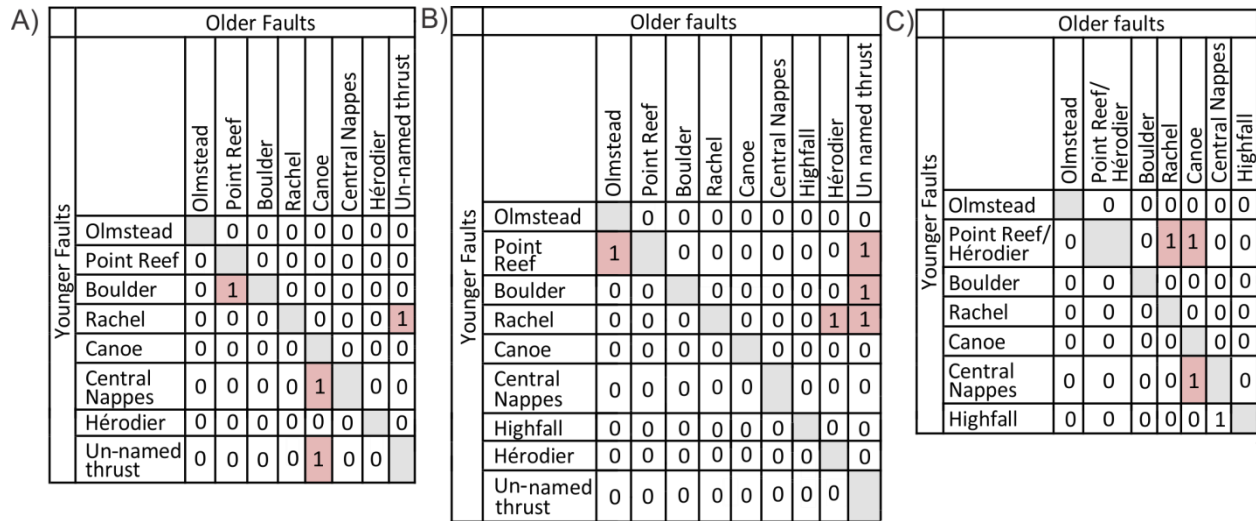 A)
Older Faults
Younger Faults
Olmstead
Point Reef
Boulder
Rachel
Canoe
Central Nappes
Hérodier
Un-named thrust
Olmstead 0 0 0 0 0 0 0
Point Reef 0 0 0 0 0 0 0
Boulder 0 1 0 0 0 0 0
Rachel 0 0 0 0 0 0 1
Canoe 0 0 0 0 0 0 0
Central
Nappes 0 0 0 0 1 0 0
Hérodier 0 0 0 0 0 0 0
Un-named
thrust 0 0 0 0 1 0 0
B)
Older faults
Younger Faults
Olmstead
Point Reef
Boulder
Rachel
Canoe
Central Nappes
Highfall
Hérodier
Un named thrust
Olmstead 0 0 0 0 0 0 0 0
Point
Reef 1 0 0 0 0 0 0 1
Boulder 0 0 0 0 0 0 0 1
Rachel 0 0 0 0 0 0 1 1
Canoe 0 0 0 0 0 0 0 0
Central
Nappes 0 0 0 0 0 0 0 0
Highfall 0 0 0 0 0 0 0 0
Hérodier 0 0 0 0 0 0 0 0
Un-named
thrust 0 0 0 0 0 0 0 0
C)
Older faults
Younger Faults
Olmstead
Point Reef/
Hérodier
Boulder
Rachel
Canoe
Central Nappes
Highfall
Olmstead 0 0 0 0 0 0
Point Reef/
Hérodier 0 0 1 1 0 0
Boulder 0 0 0 0 0 0
Rachel 0 0 0 0 0 0
Canoe 0 0 0 0 0 0
Central
Nappes 0 0 0 0 1 0
Highfall 0 0 0 0 0 1